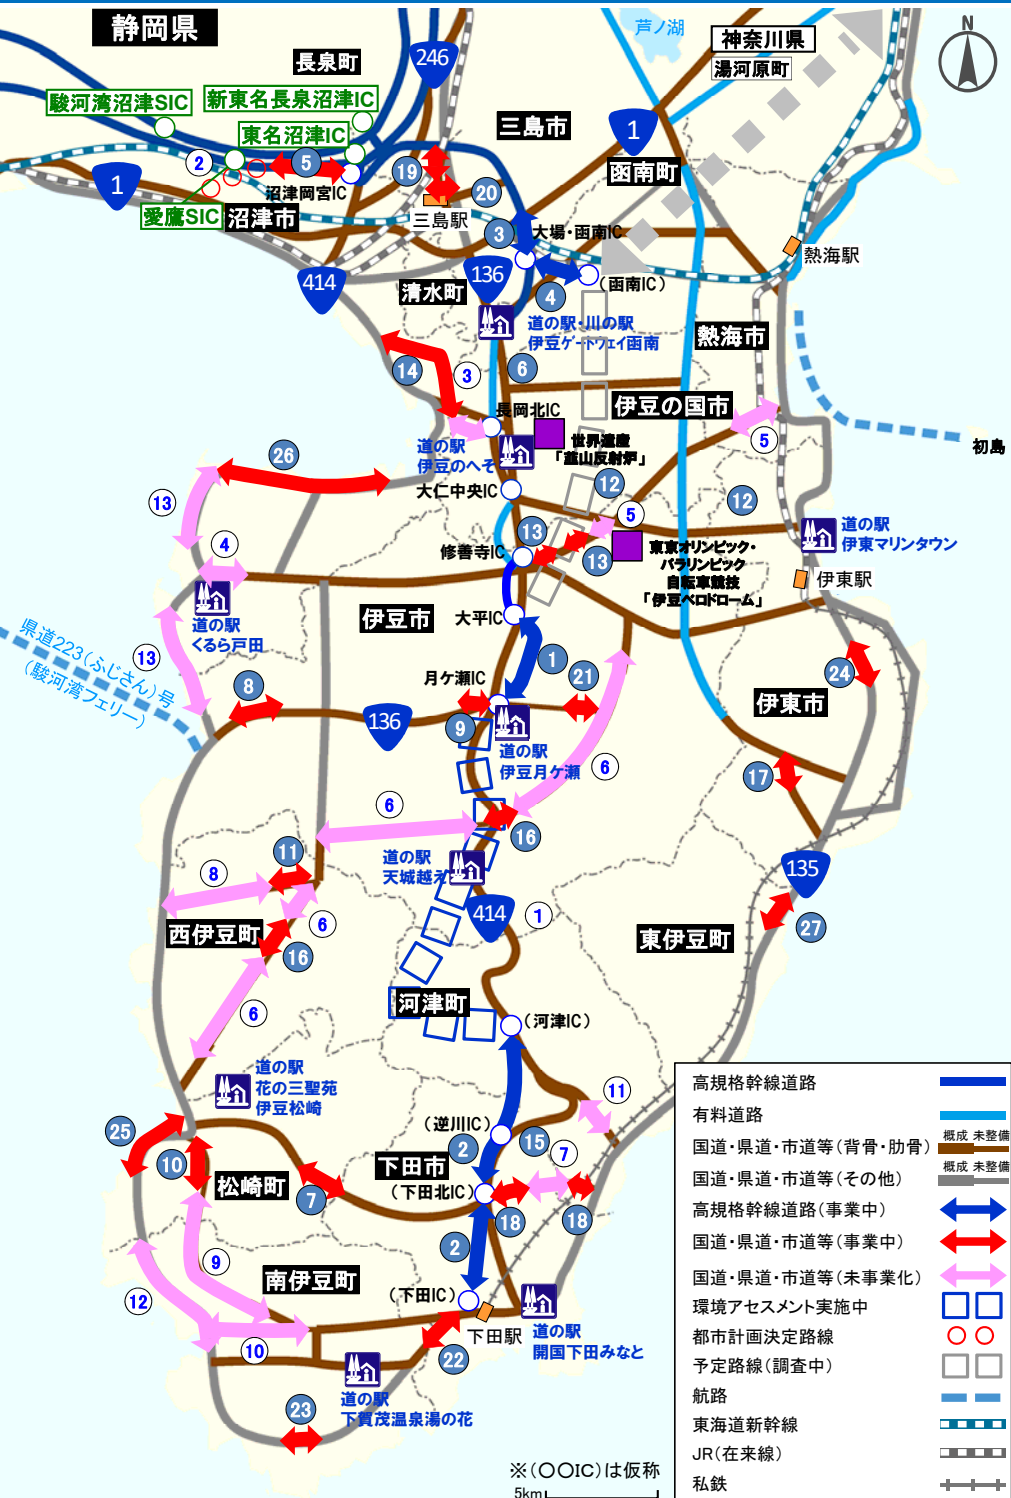 静岡県
芦ノ湖
神奈川県
湯河原町
N
長泉町
246
駿河湾沼津SIC
新東名長泉沼津IC
東名沼津IC
三島市
1
函南町
2
5
沼津岡宮IC
19
20
1
愛鷹SIC
沼津市
三島駅
3
大場・函南IC
熱海駅
414
清水町
136
4
(函南IC)
道の駅・川の駅
伊豆ゲートウェイ函南
熱海市
14
3
6
長岡北IC
伊豆の国市
5
初島
道の駅
伊豆のへそ
世界遺産
「韮山反射炉」
26
大仁中央IC
12
12
13
5
道の駅
伊東マリンタウン
4
修善寺IC
13
13
東京オリンピック・
パラリンピック
自転車競技
「伊豆ベロドローム」
伊東駅
道の駅
くるら戸田
伊豆市
大平IC
県道223(ふじさん)号
(駿河湾フェリー)
13
1
21
24
伊東市
月ケ瀬IC
8
136
9
道の駅
伊豆月ケ瀬
6
17
6
16
11
道の駅
天城越え
135
8
414
1
6
27
西伊豆町
東伊豆町
16
6
河津町
(河津IC)
道の駅
花の三聖苑
伊豆松崎
11
25
(逆川IC)
2
15
7
10
松崎町
下田市
(下田北IC)
7
18
18
2
9
南伊豆町
12
(下田IC)
下田駅
道の駅
開国下田みなと
10
22
道の駅
下賀茂温泉湯の花
23
※(〇〇IC)は仮称
5km
高規格幹線道路
有料道路
概成 未整備
国道・県道・市道等(背骨・肋骨)
概成 未整備
国道・県道・市道等(その他)
高規格幹線道路(事業中)
国道・県道・市道等(事業中)
国道・県道・市道等(未事業化)
環境アセスメント実施中
都市計画決定路線
予定路線(調査中)
航路
東海道新幹線
JR(在来線)
私鉄